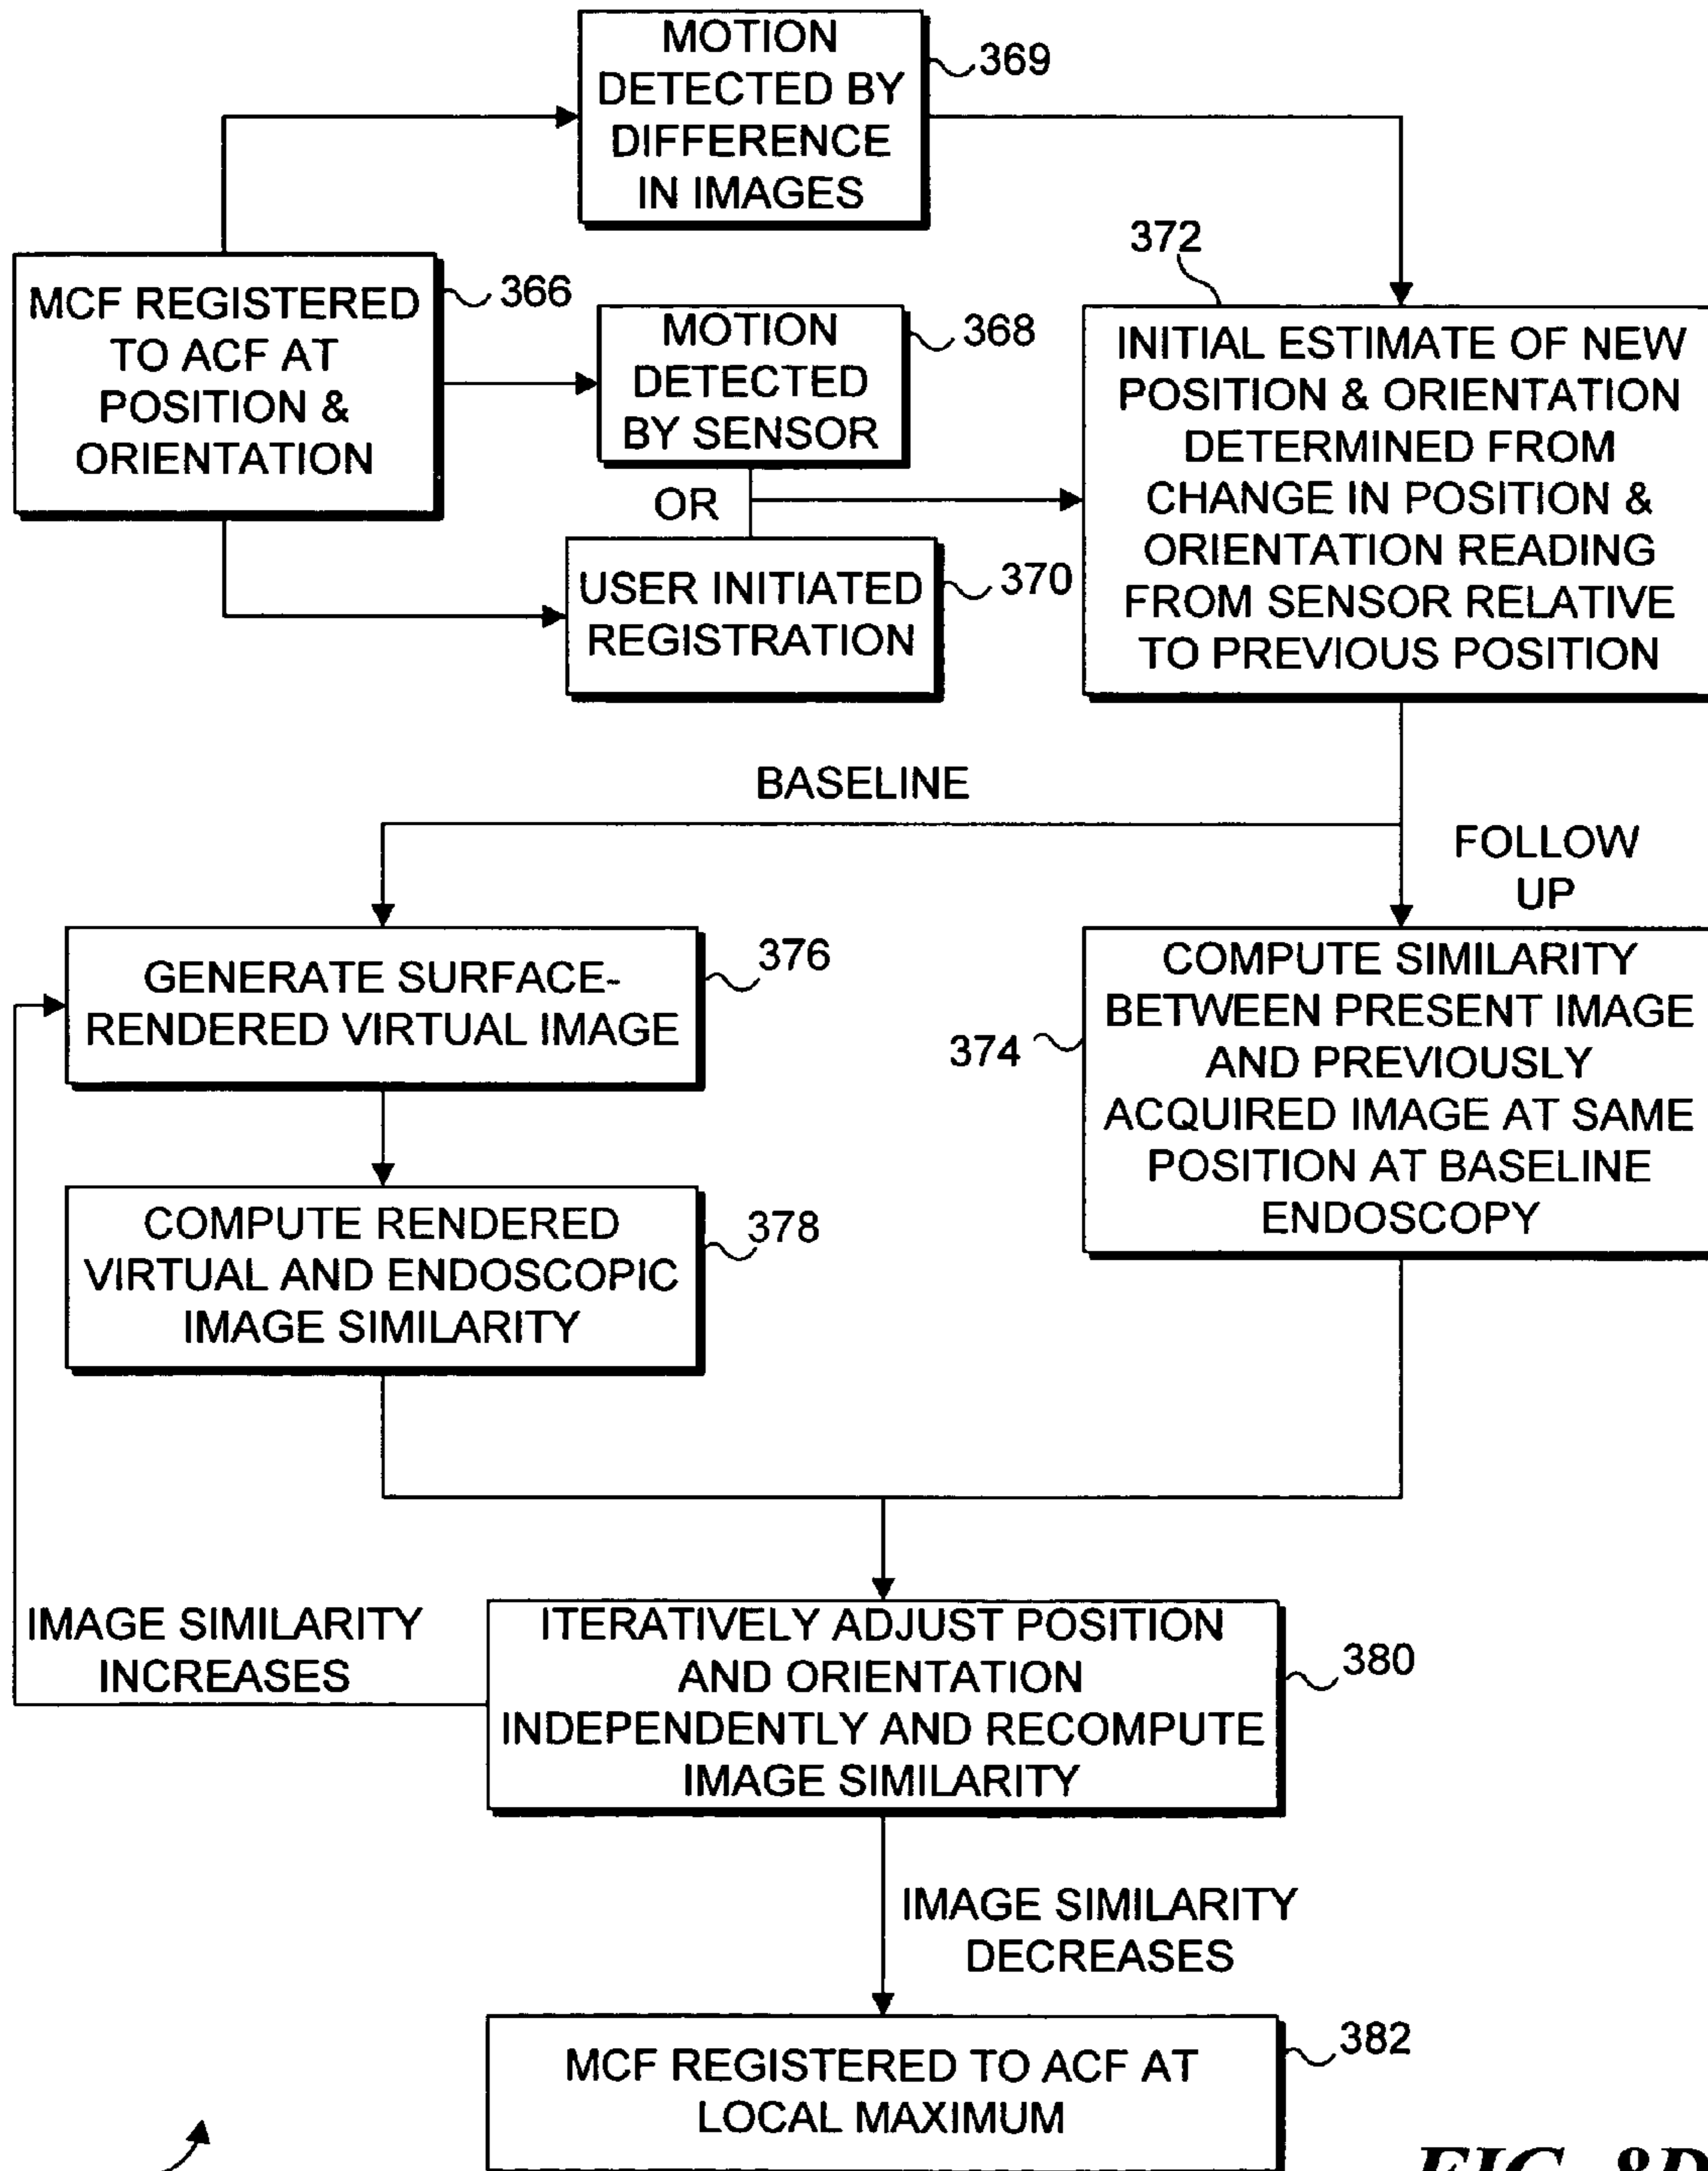 MOTION
DETECTED BY
DIFFERENCE
IN IMAGES
369
372
MCF REGISTERED
TO ACF AT
POSITION &
ORIENTATION
366
MOTION
DETECTED
BY SENSOR
368
OR
USER INITIATED
REGISTRATION
370
INITIAL ESTIMATE OF NEW
POSITION & ORIENTATION
DETERMINED FROM
CHANGE IN POSITION &
ORIENTATION READING
FROM SENSOR RELATIVE
TO PREVIOUS POSITION
BASELINE
FOLLOW
UP
GENERATE SURFACE-
RENDERED VIRTUAL IMAGE
376
COMPUTE SIMILARITY
BETWEEN PRESENT IMAGE
AND PREVIOUSLY
ACQUIRED IMAGE AT SAME
POSITION AT BASELINE
ENDOSCOPY
374
COMPUTE RENDERED
VIRTUAL AND ENDOSCOPIC
IMAGE SIMILARITY
378
IMAGE SIMILARITY
INCREASES
ITERATIVELY ADJUST POSITION
AND ORIENTATION
INDEPENDENTLY AND RECOMPUTE
IMAGE SIMILARITY
380
IMAGE SIMILARITY
DECREASES
MCF REGISTERED TO ACF AT
LOCAL MAXIMUM
382
FIG. 8D